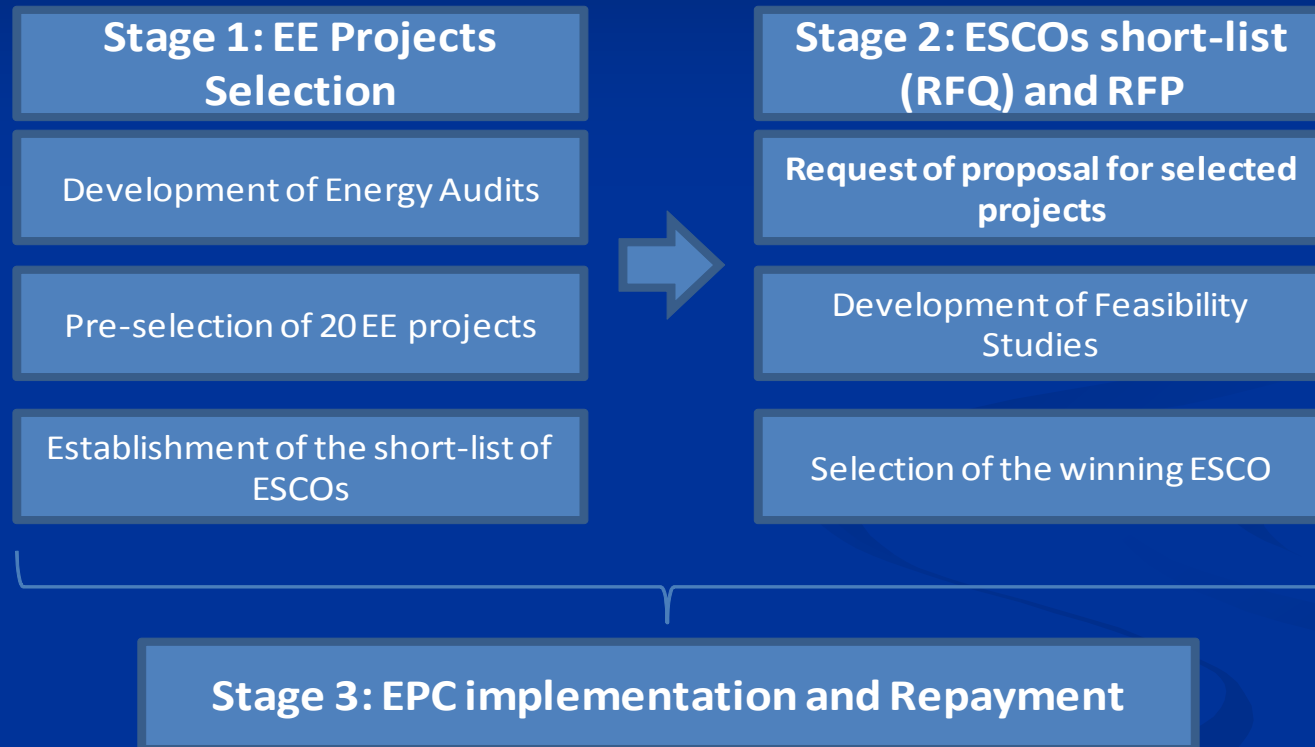 Stage 1: EE Projects
Selection
Development of Energy Audits
Pre-selection of 20 EE projects
Establishment of the short-list of
ESCOs
Stage 2: ESCOs short-list
(RFQ) and RFP
Request of proposal for selected
projects
Development of Feasibility
Studies
Selection of the winning ESCO
Stage 3: EPC implementation and Repayment